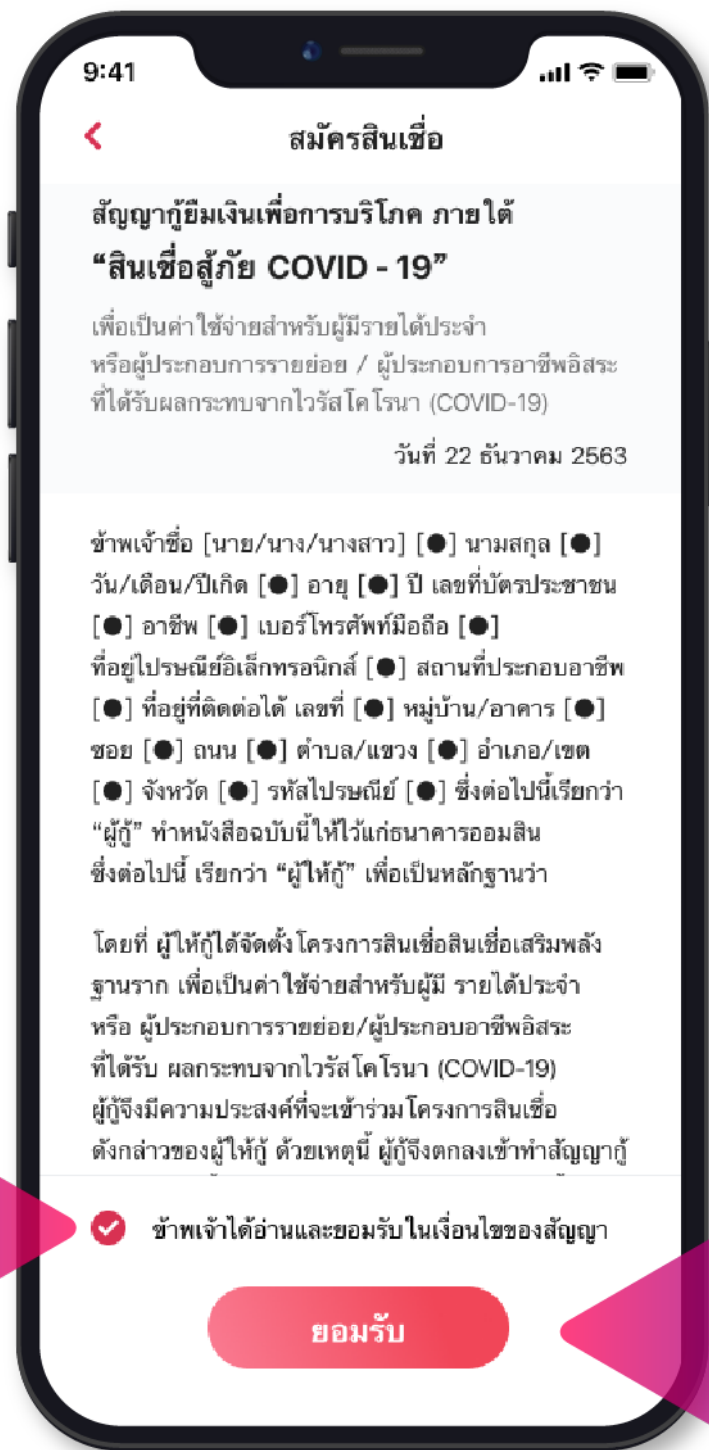 9:41
สมัครสินเชื่อ
สัญญากู้ยืมเงินเพื่อการบริโภค ภายใต้
“สินเชื่อสู้ภัย COVID - 19”
เพื่อเป็นค่าใช้จ่ายสำหรับผู้มีรายได้ประจำ
หรือผู้ประกอบการรายย่อย / ผู้ประกอบการอาชีพอิสระ
ที่ได้รับผลกระทบจากไวรัสโคโรนา (COVID-19)
วันที่ 22 ธันวาคม 2563
ข้าพเจ้าชื่อ [นาย/นาง/นางสาว] [●] นามสกุล [●]
วัน/เดือน/ปีเกิด [●] อายุ [●] ปี เลขที่บัตรประชาชน
[●] อาชีพ [●] เบอร์โทรศัพท์มือถือ [●]
ที่อยู่ไปรษณีย์อิเล็กทรอนิกส์ [●] สถานที่ประกอบอาชีพ
[●] ที่อยู่ที่ติดต่อได้ เลขที่ [●] หมู่บ้าน/อาคาร [●]
ซอย [●] ถนน [●] ตำบล/แขวง [●] อำเภอ/เขต
[●] จังหวัด [●] รหัสไปรษณีย์ [●] ซึ่งต่อไปนี้เรียกว่า
“ผู้กู้” ทำหนังสือฉบับนี้ให้ไว้แก่ธนาคารออมสิน
ซึ่งต่อไปนี้ เรียกว่า “ผู้ให้กู้” เพื่อเป็นหลักฐานว่า
โดยที่ ผู้ให้กู้ได้จัดตั้งโครงการสินเชื่อสินเชื่อเสริมพลัง
ฐานราก เพื่อเป็นค่าใช้จ่ายสำหรับผู้มี รายได้ประจำ
หรือ ผู้ประกอบการรายย่อย/ผู้ประกอบอาชีพอิสระ
ที่ได้รับ ผลกระทบจากไวรัสโคโรนา (COVID-19)
ผู้กู้จึงมีความประสงค์ที่จะเข้าร่วมโครงการสินเชื่อ
ดังกล่าวของผู้ให้กู้ ด้วยเหตุนี้ ผู้กู้จึงตกลงเข้าทำสัญญากู้
ข้าพเจ้าได้อ่านและยอมรับในเงื่อนไขของสัญญา
ยอมรับ